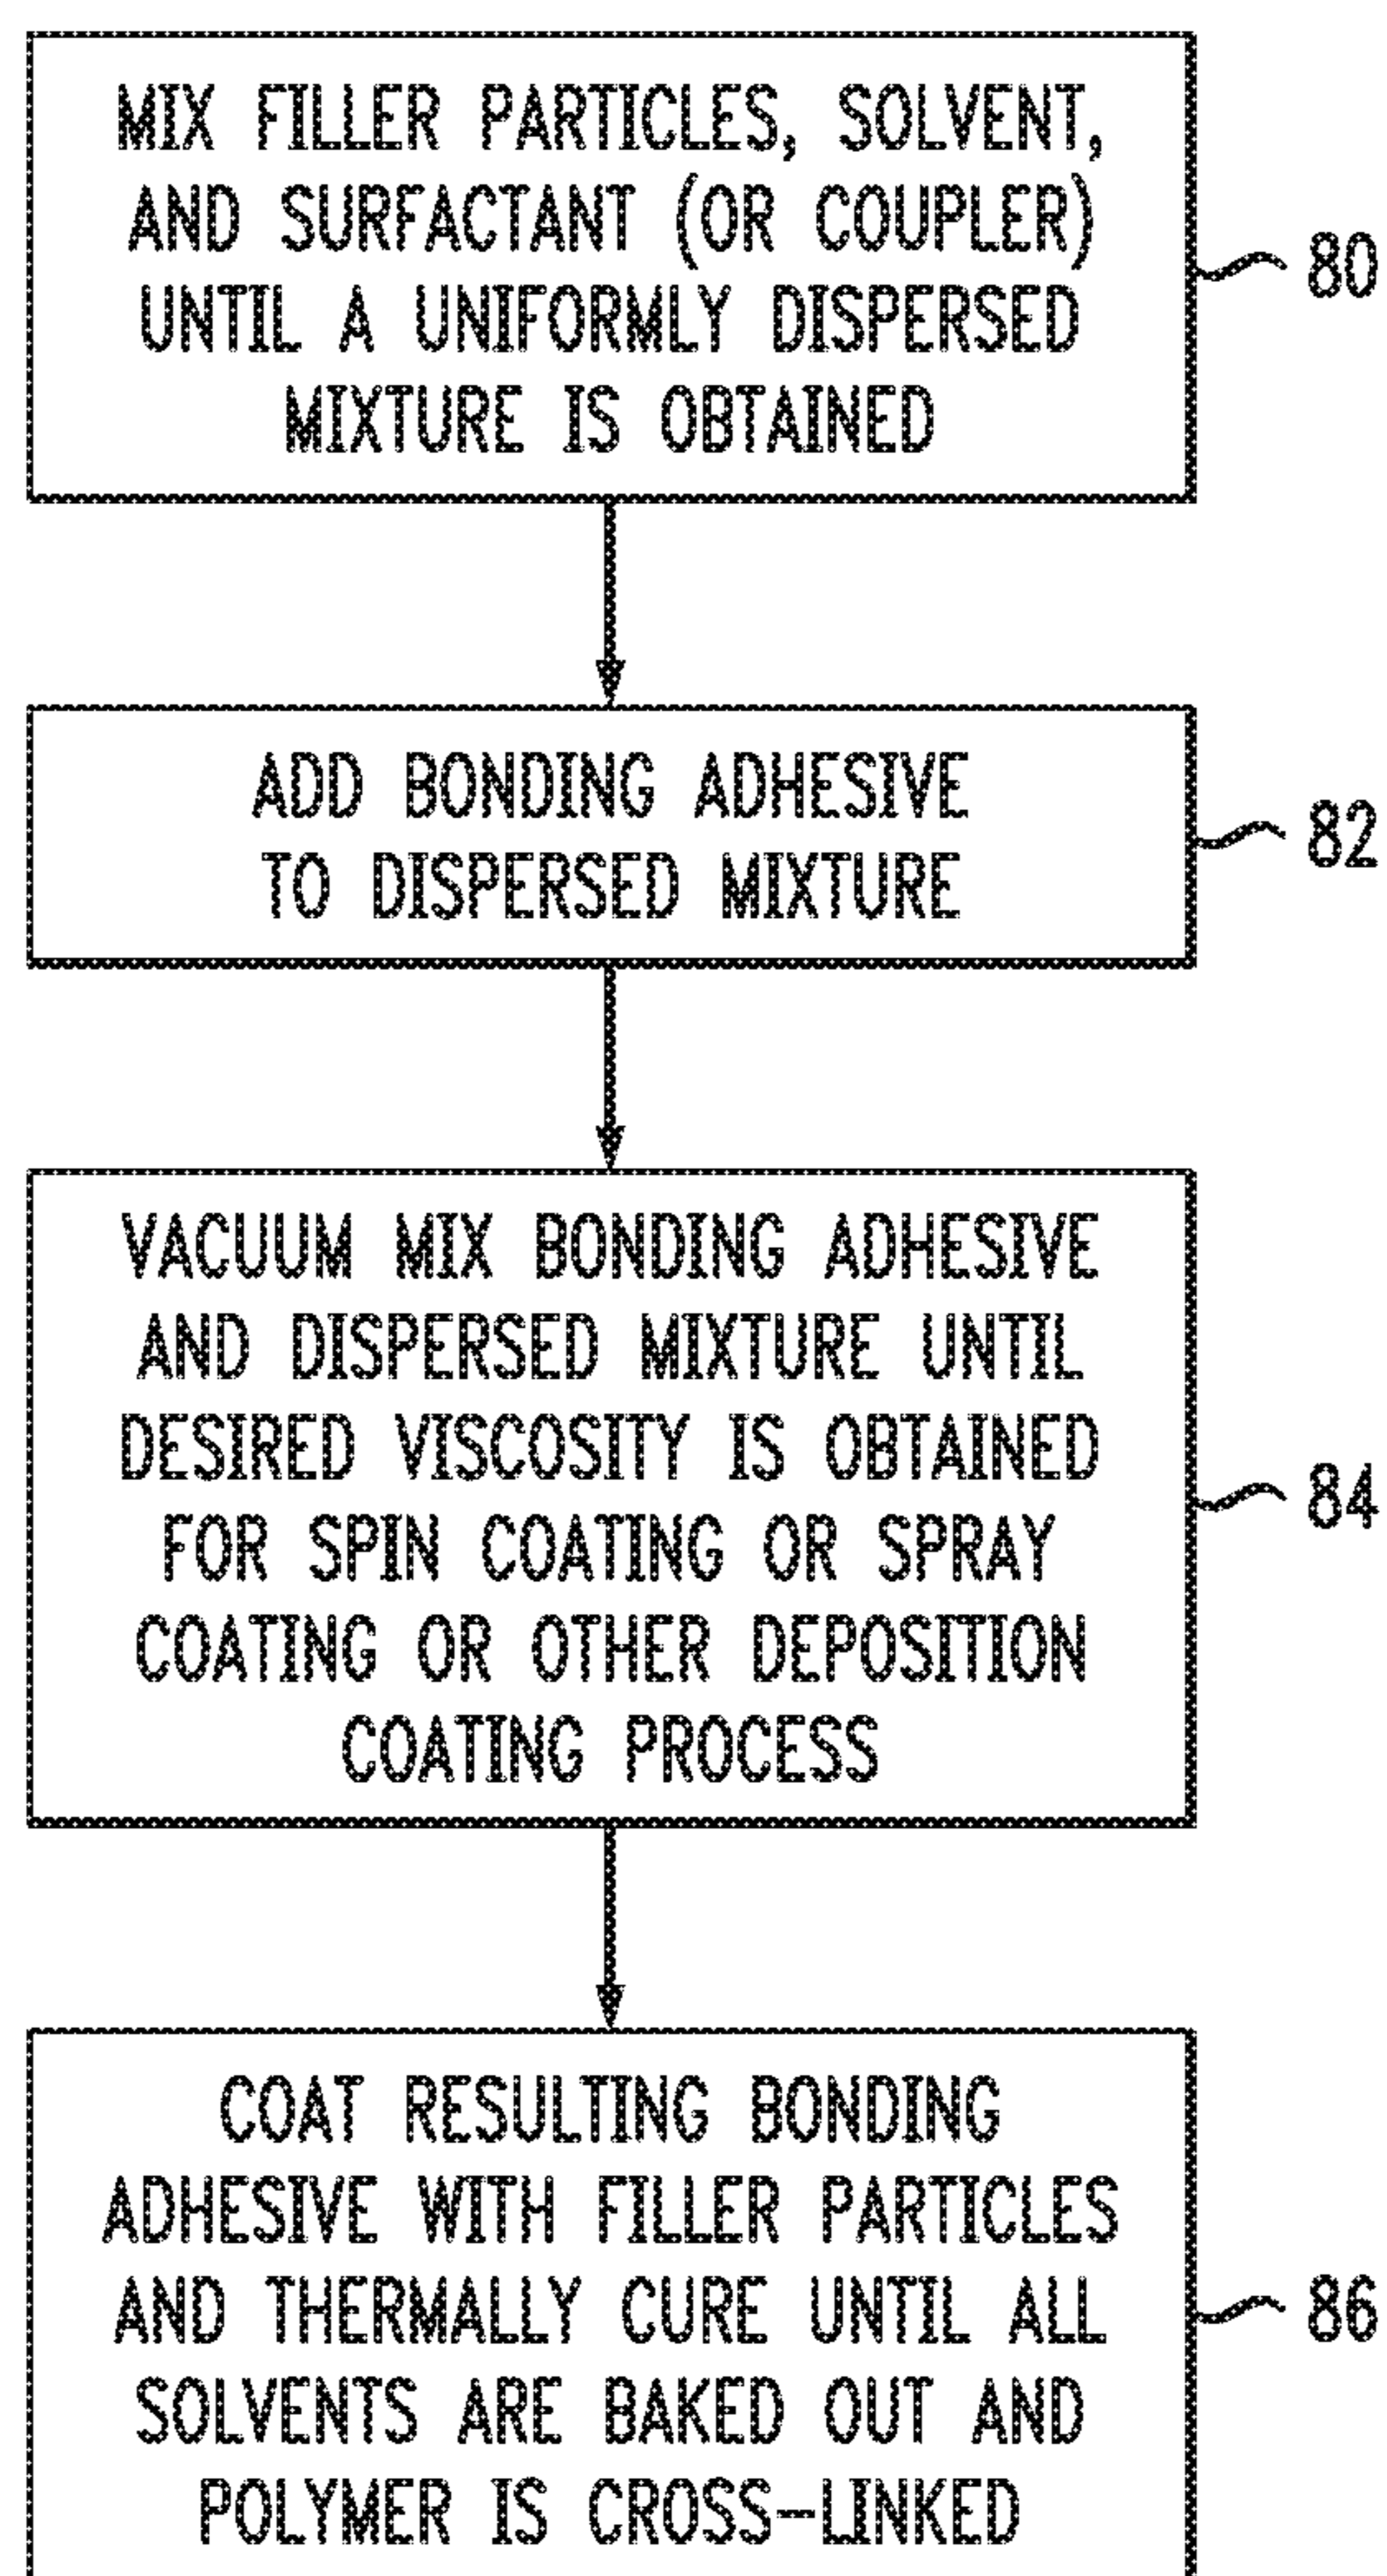 MIX FILLER PARTICLES, SOLVENT,
AND SURFACTANT (OR COUPLER)
UNTIL A UNIFORMLY DISPERSED
MIXTURE IS OBTAINED
80
ADD BONDING ADHESIVE
TO DISPERSED MIXTURE
82
VACUUM MIX BONDING ADHESIVE
AND DISPERSED MIXTURE UNTIL
DESIRED VISCOSITY IS OBTAINED
FOR SPIN COATING OR SPRAY
COATING OR OTHER DEPOSITION
COATING PROCESS
84
COAT RESULTING BONDING
ADHESIVE WITH FILLER PARTICLES
AND THERMALLY CURE UNTIL ALL
SOLVENTS ARE BAKED OUT AND
POLYMER IS CROSS-LINKED
86